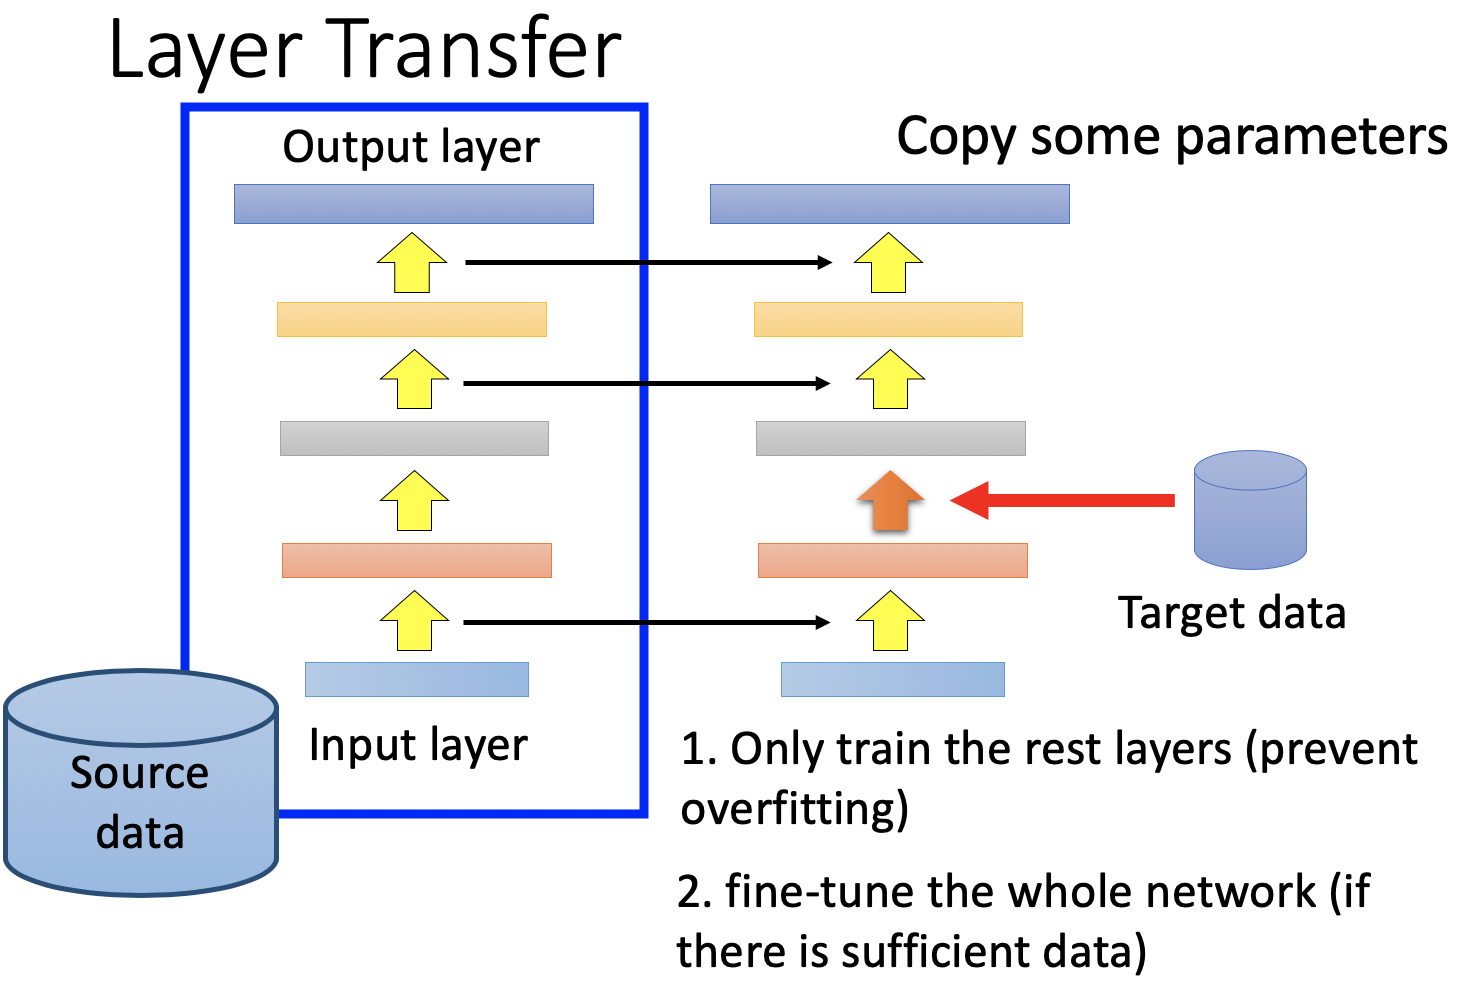 Layer Transfer
Output layer
Copy some parameters
Target data
Input layer
Source
data
1. Only train the rest layers (prevent
overfitting)
2. fine-tune the whole network (if
there is sufficient data)